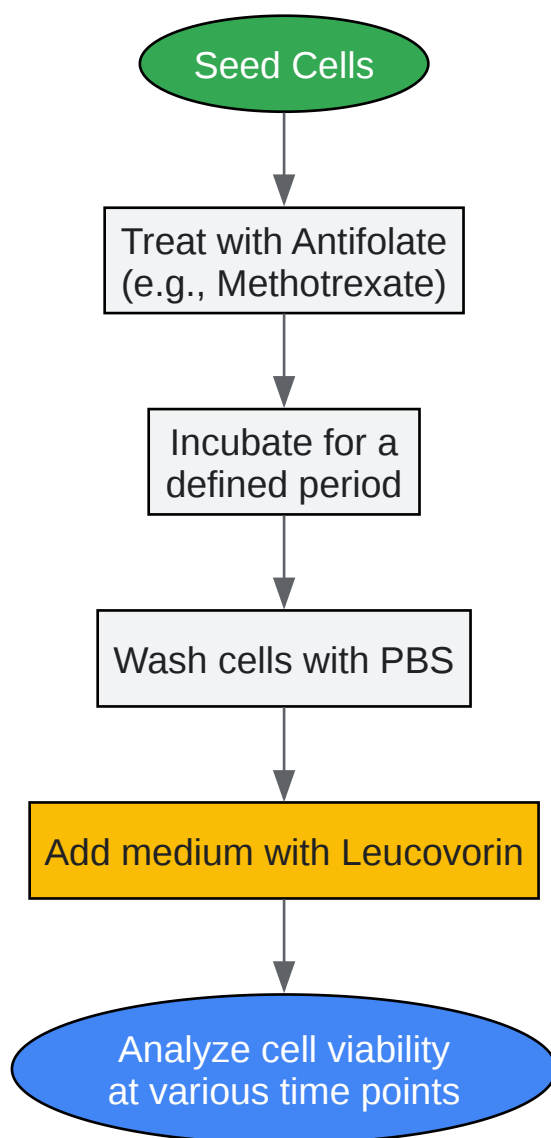 Seed Cells
Treat with Antifolate
(e.g., Methotrexate)
Incubate for a
defined period
Wash cells with PBS
Add medium with Leucovorin
Analyze cell viability
at various time points